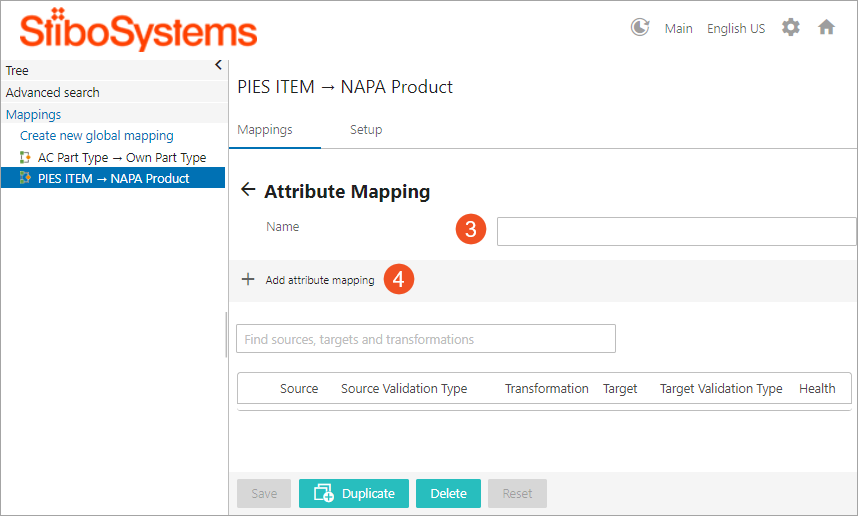 StiboSystems
Main English US
Tree
Advanced search
Mappings
Create new global mapping
AC Part Type → Own Part Type
PIES ITEM → NAPA Product
PIES ITEM → NAPA Product
Mappings Setup
← Attribute Mapping
Name 3
+ Add attribute mapping 4
Find sources, targets and transformations
Source Source Validation Type Transformation Target Target Validation Type Health
Save Duplicate Delete Reset